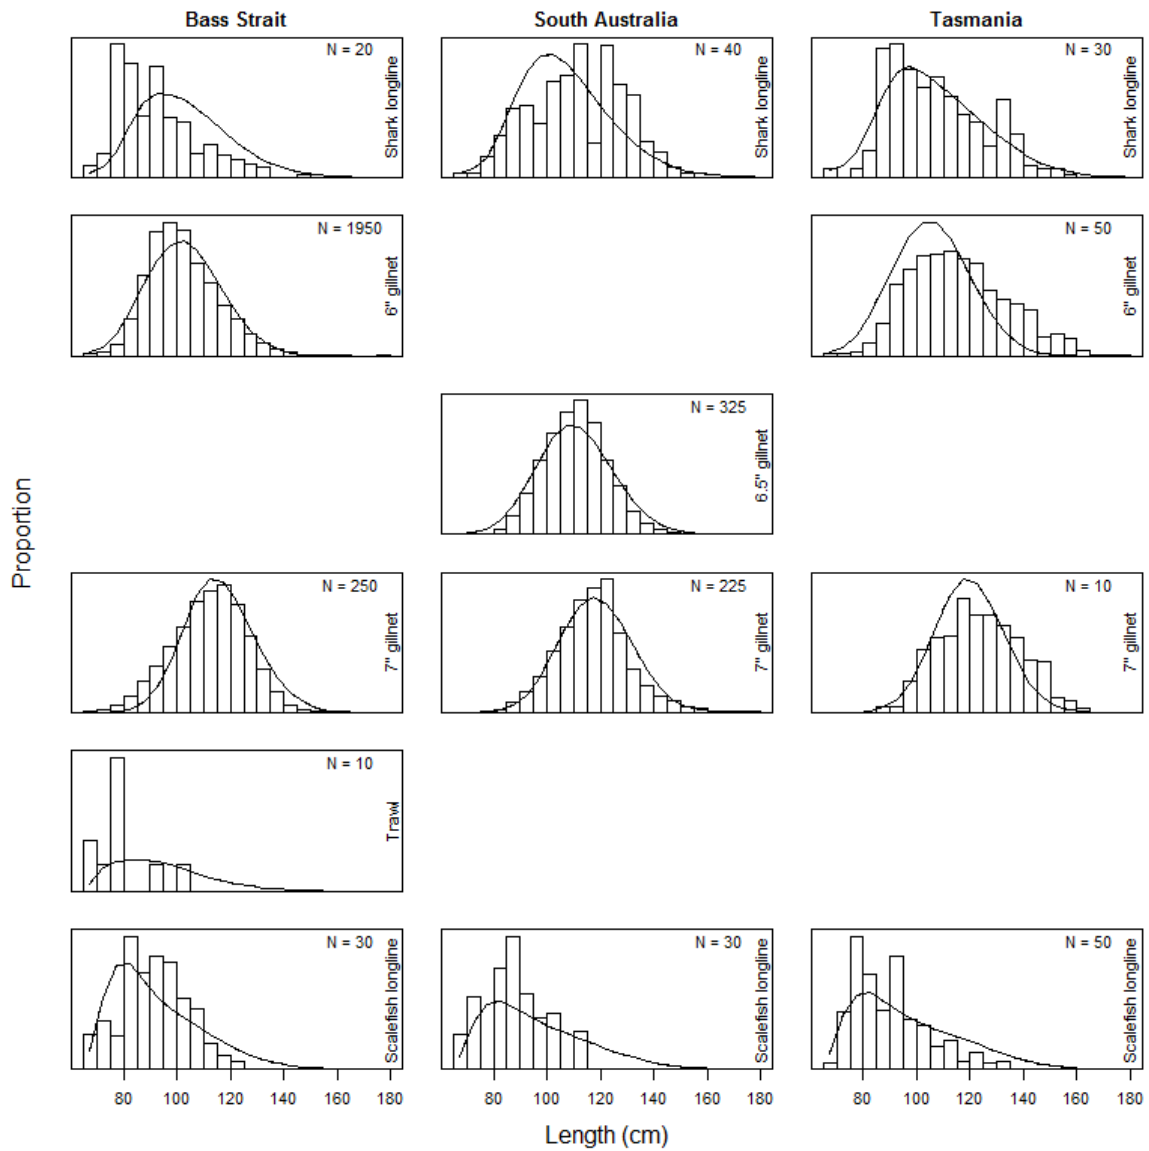 Bass Strait South Australia Tasmania
N = 20 Shark longline N = 40 Shark longline N = 30 Shark longline
N = 1950 6" gillnet N = 50 6" gillnet
N = 325 6.5" gillnet
Proportion
N = 250 7" gillnet N = 225 7" gillnet N = 10 7" gillnet
N = 10 Trawl
N = 30 Scalefish longline N = 30 Scalefish longline N = 50 Scalefish longline
80 100 120 140 160 180 80 100 120 140 160 180 80 100 120 140 160 180
Length (cm)